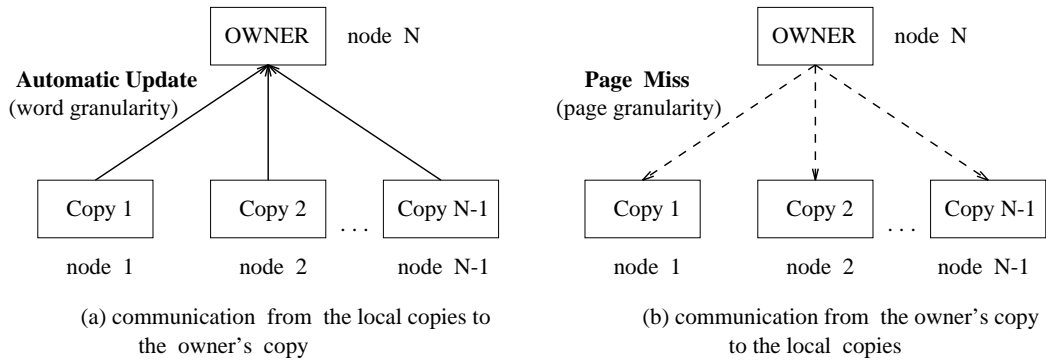 OWNER node N
Automatic Update
(word granularity)
Copy 1 Copy 2 . . . Copy N-1
node 1 node 2 node N-1
(a) communication from the local copies to
the owner's copy
OWNER node N
Page Miss
(page granularity)
Copy 1 Copy 2 . . . Copy N-1
node 1 node 2 node N-1
(b) communication from the owner's copy
to the local copies